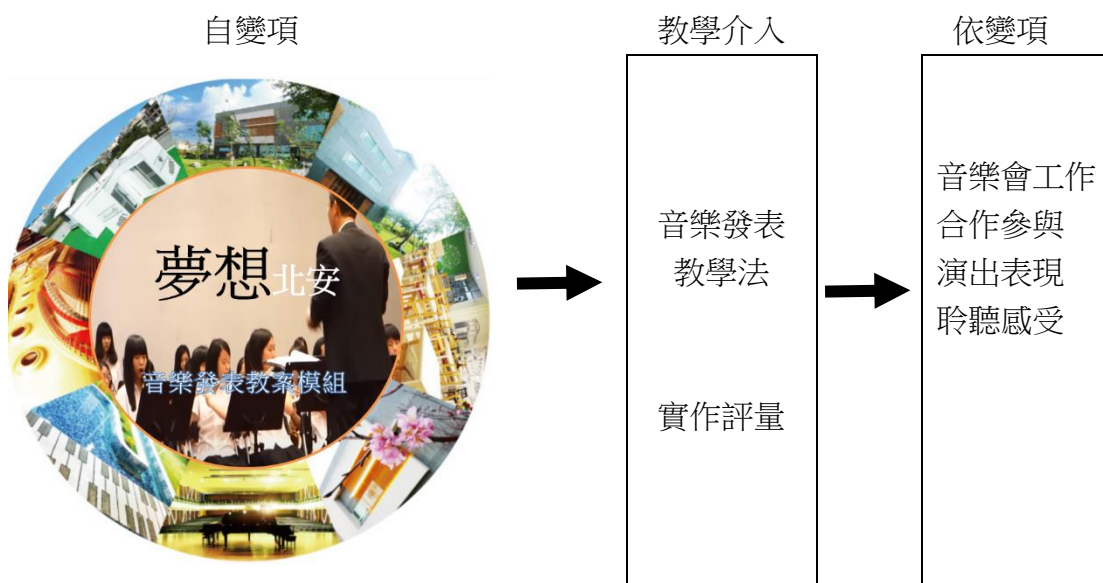 自變項
教學介入
依變項
夢想北安
音樂發表教案模組
音樂發表
教學法
實作評量
音樂會工作
合作參與
演出表現
聆聽感受